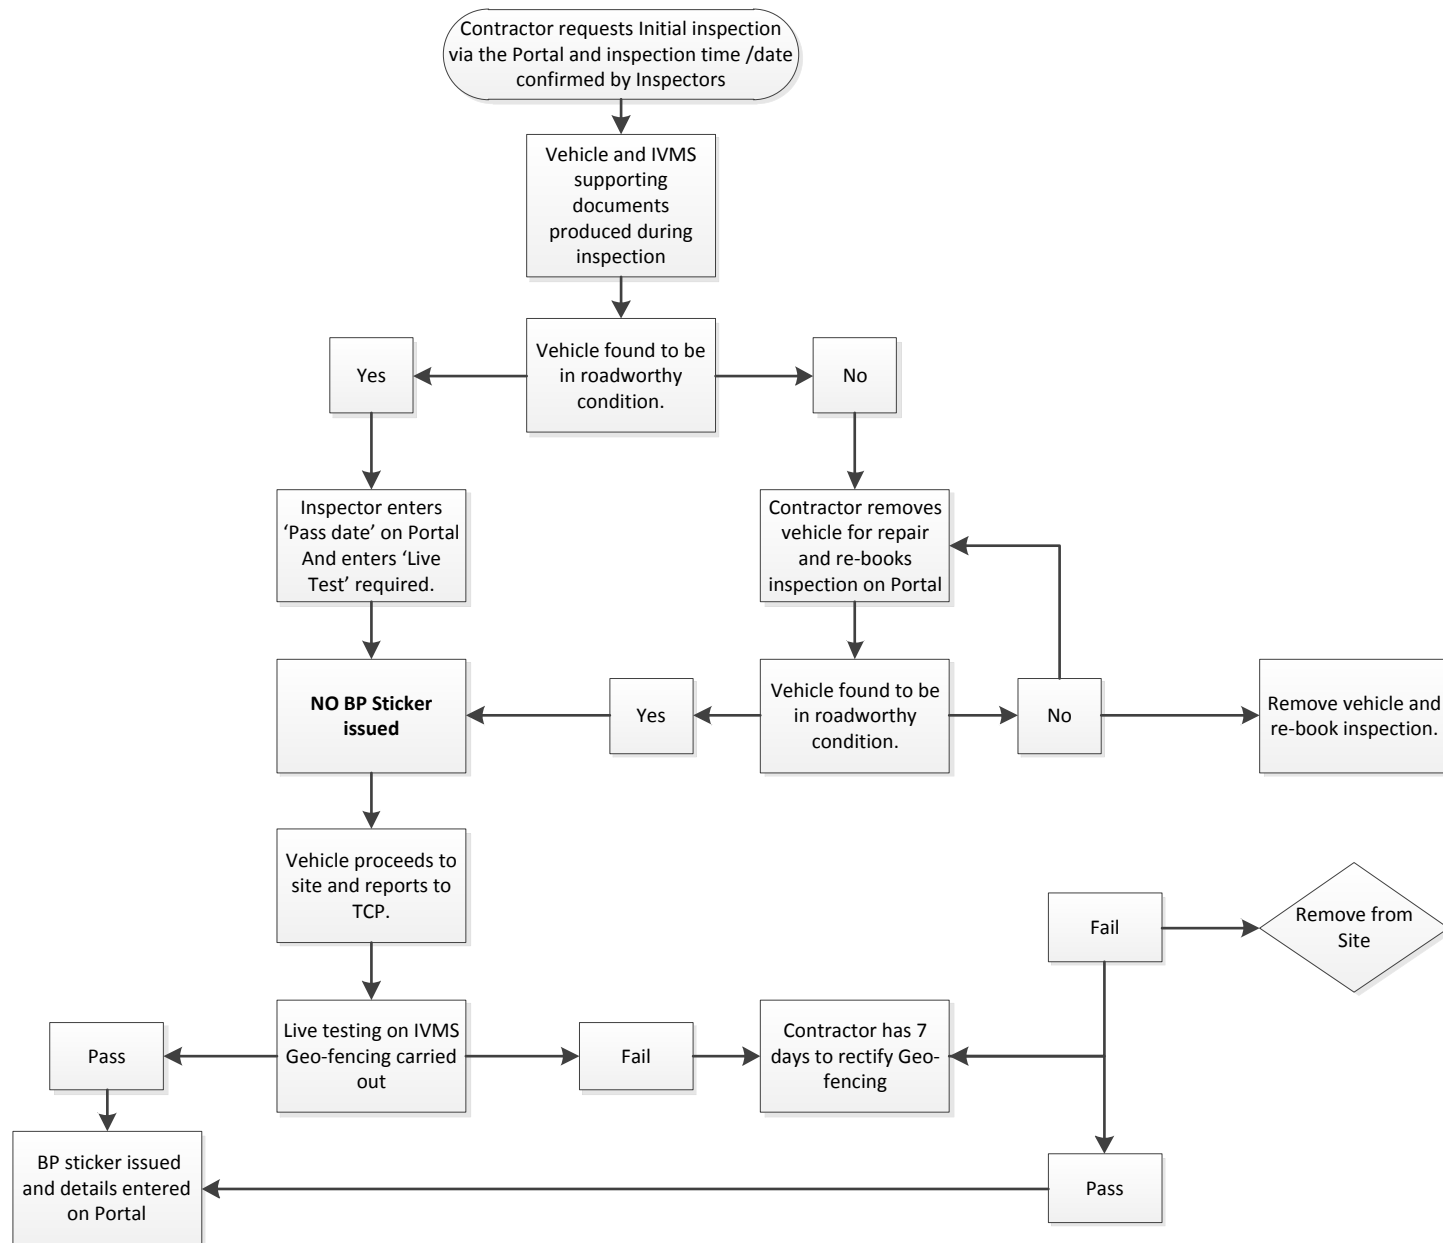 Contractor requests Initial inspection
via the Portal and inspection time /date
confirmed by Inspectors
Vehicle and IVMS
supporting
documents
produced during
inspection
Yes
Vehicle found to be
in roadworthy
condition.
No
Inspector enters
‘Pass date’ on Portal
And enters ‘Live
Test’ required.
Contractor removes
vehicle for repair
and re-books
inspection on Portal
NO BP Sticker
issued
Yes
Vehicle found to be
in roadworthy
condition.
No
Remove vehicle and
re-book inspection.
Vehicle proceeds to
site and reports to
TCP.
Fail
Remove from
Site
Pass
Live testing on IVMS
Geo-fencing carried
out
Fail
Contractor has 7
days to rectify Geo-
fencing
BP sticker issued
and details entered
on Portal
Pass